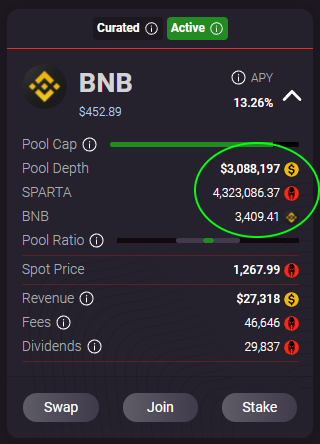 Curated Active
BNB APY
$452.89 13.26%
Pool Cap
Pool Depth $3,088,197
SPARTA 4,323,086.37
BNB 3,409.41
Pool Ratio
Spot Price 1,267.99
Revenue $27,318
Fees 46,646
Dividends 29,837
Swap Join Stake